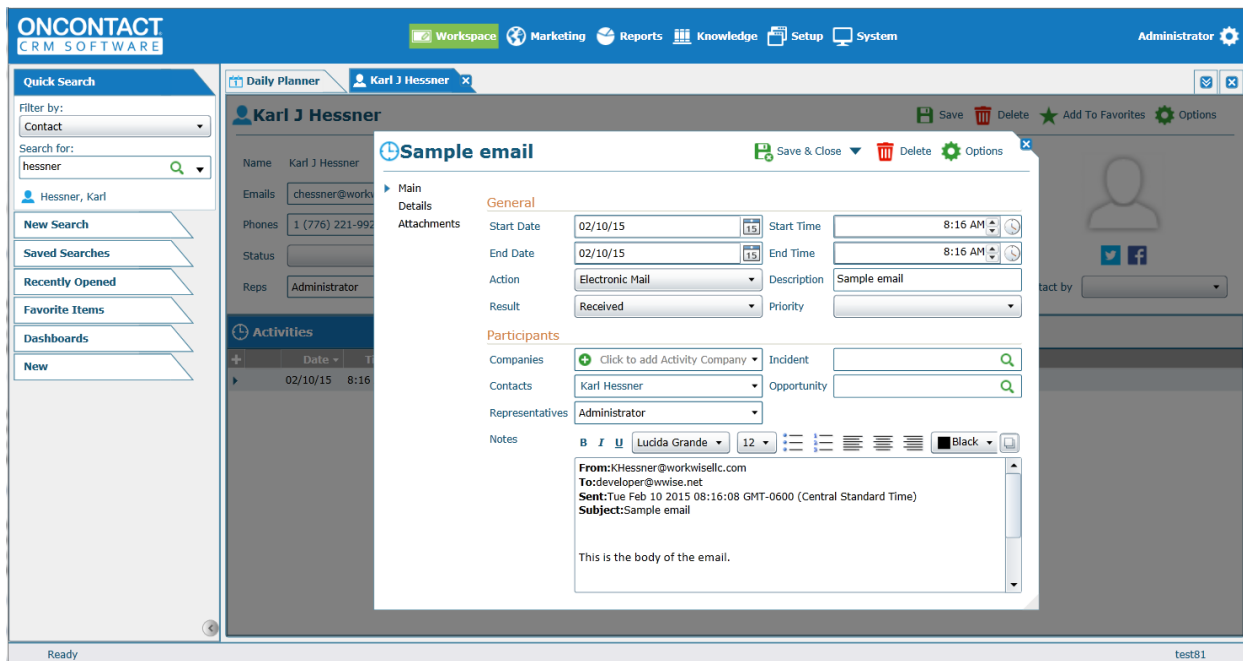 ONCONTACT
CRM SOFTWARE
Workspace Marketing Reports Knowledge Setup System
Administrator
Quick Search
Filter by:
Contact
Search for:
hessner
Hessner, Karl
New Search
Saved Searches
Recently Opened
Favorite Items
Dashboards
New
Daily Planner
Karl J Hessner
Karl J Hessner
Save Delete Add To Favorites Options
Name Karl J Hessner
Emails
Phones 1 (776)
Status
Reps Administrator
Activities
Date
02/10/15 8:16
Sample email
Save & Close Delete Options
Main
Details
Attachments
General
Start Date 02/10/15 15 Start Time 8:16 AM
End Date 02/10/15 15 End Time 8:16 AM
Action Electronic Mail Description Sample email
Result Received Priority
Participants
Companies Click to add Activity Company Incident
Contacts Karl Hessner Opportunity
Representatives Administrator
Notes
B I U Lucida Grande 12 Black
From:KHessner@workwisellc.com
To:developer@wwise.net
Sent:Tue Feb 10 2015 08:16:08 GMT-0600 (Central Standard Time)
Subject:Sample email
This is the body of the email.
by
Ready
test81